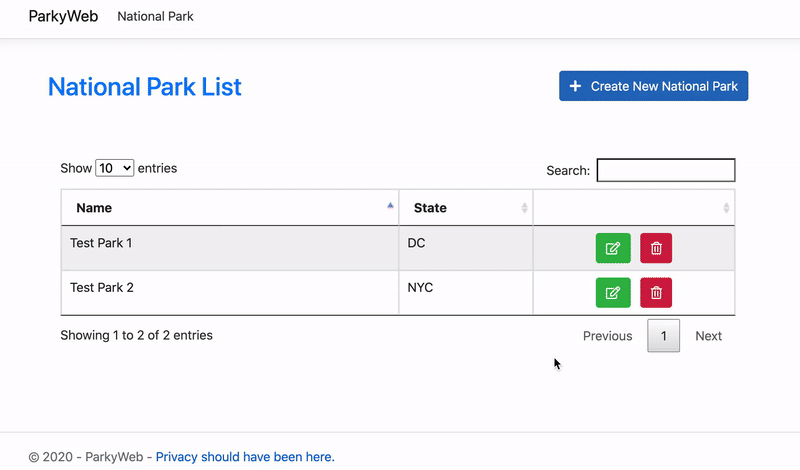 ParkyWeb National Park
National Park List
Create New National Park
Show 10 entries
Search:
Name State
Test Park 1 DC
Test Park 2 NYC
Showing 1 to 2 of 2 entries
Previous 1 Next
© 2020 - ParkyWeb - Privacy should have been here.